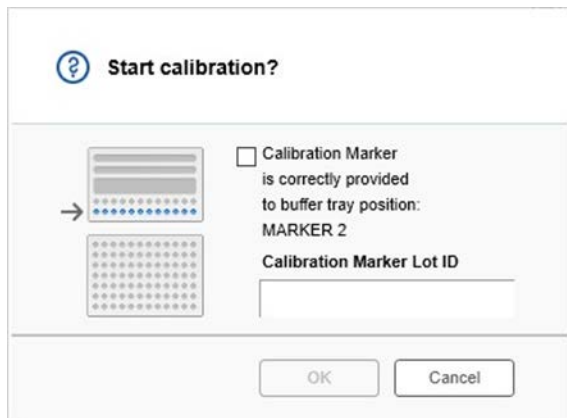 Start calibration?
Calibration Marker
is correctly provided
to buffer tray position:
MARKER 2
Calibration Marker Lot ID
OK
Cancel